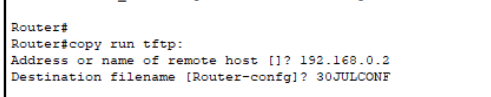 Router#
Router#copy run tftp:
Address or name of remote host []? 192.168.0.2
Destination filename [Router-confg]? 30JULCONF